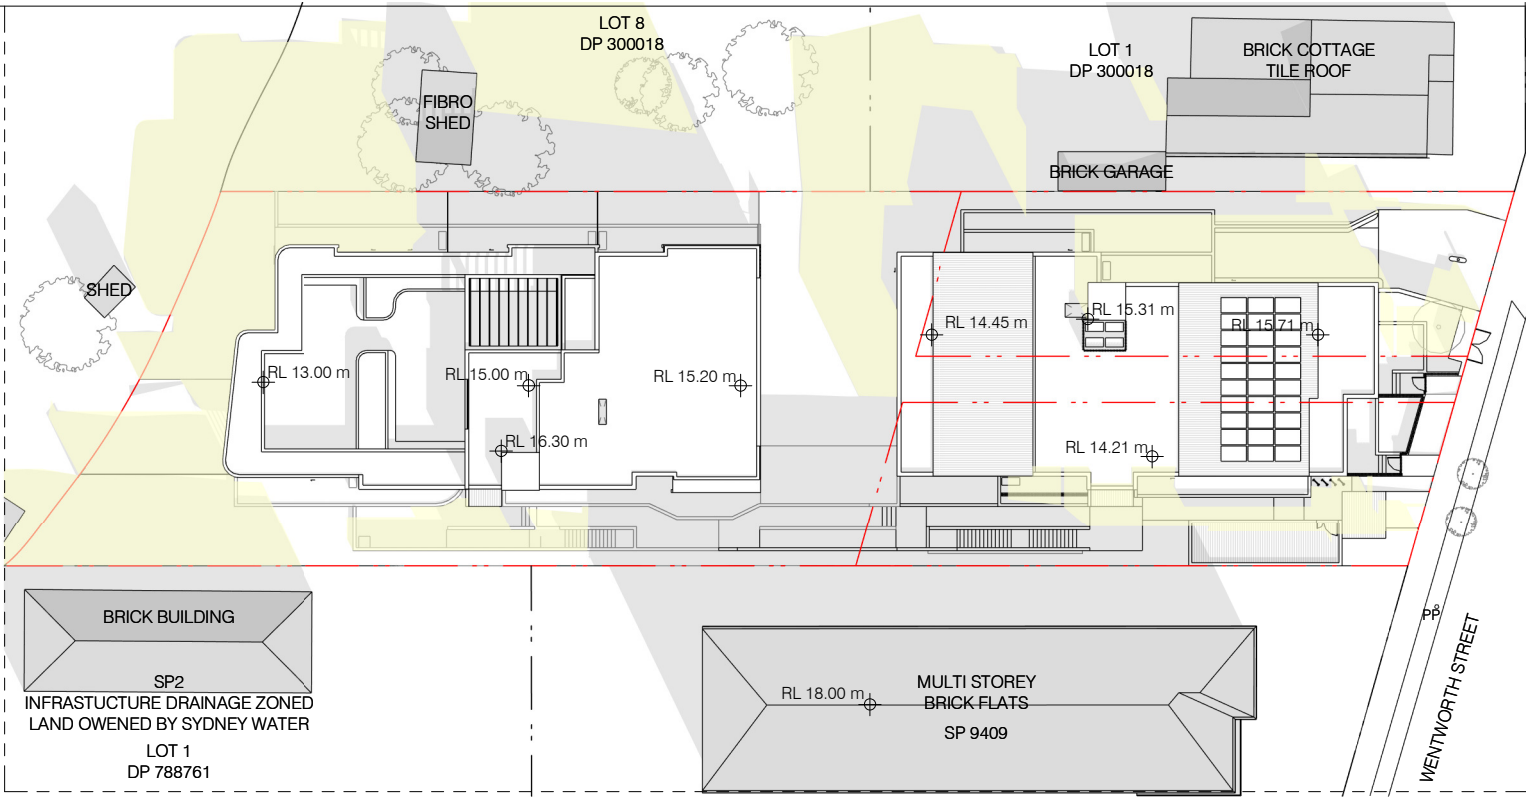 LOT 8
DP 300018
LOT 1
DP 300018
BRICK COTTAGE
TILE ROOF
FIBRO
SHED
BRICK GARAGE
SHED
RL 14.45 m
RL 15.31 m
RL 15.71 m
RL 13.00 m
RL 15.00 m
RL 15.20 m
RL 16.30 m
RL 14.21 m
BRICK BUILDING
SP2
INFRASTUCTURE DRAINAGE ZONED
LAND OWENED BY SYDNEY WATER
LOT 1
DP 788761
RL 18.00 m
MULTI STOREY
BRICK FLATS
SP 9409
PP
WENTWORTH STREET